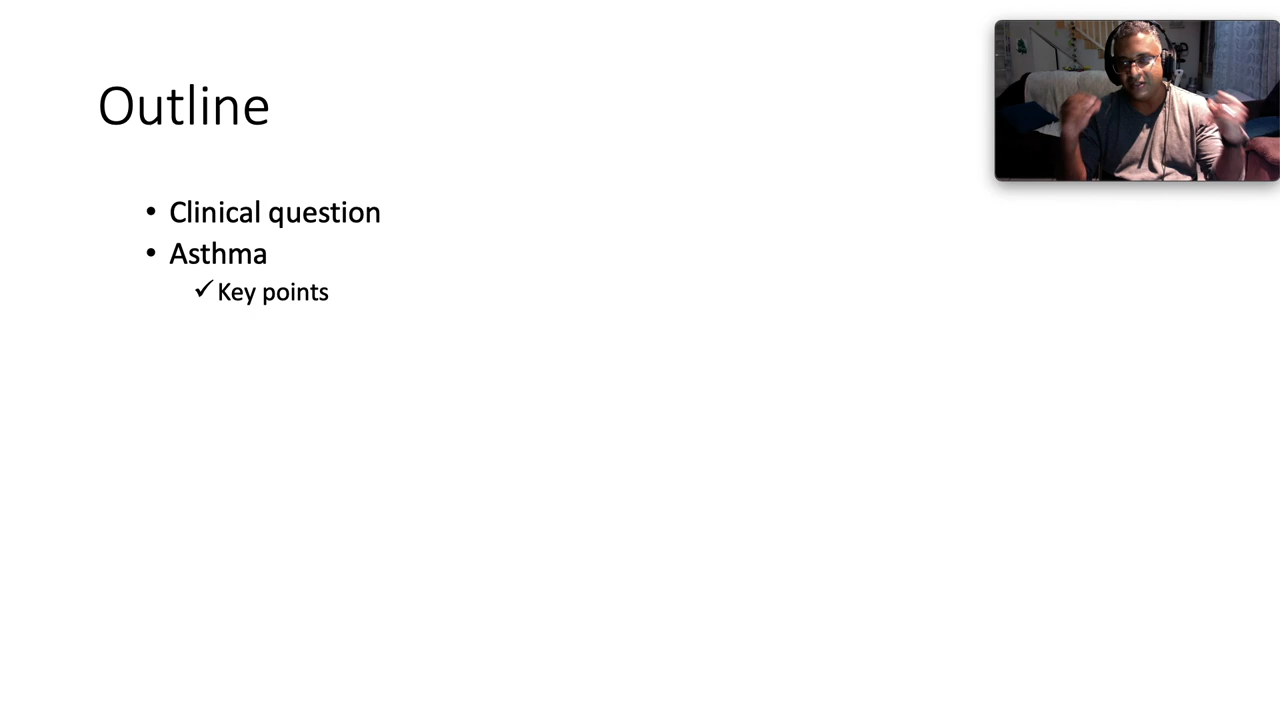 Outline
• Clinical question
• Asthma
✓ Key points